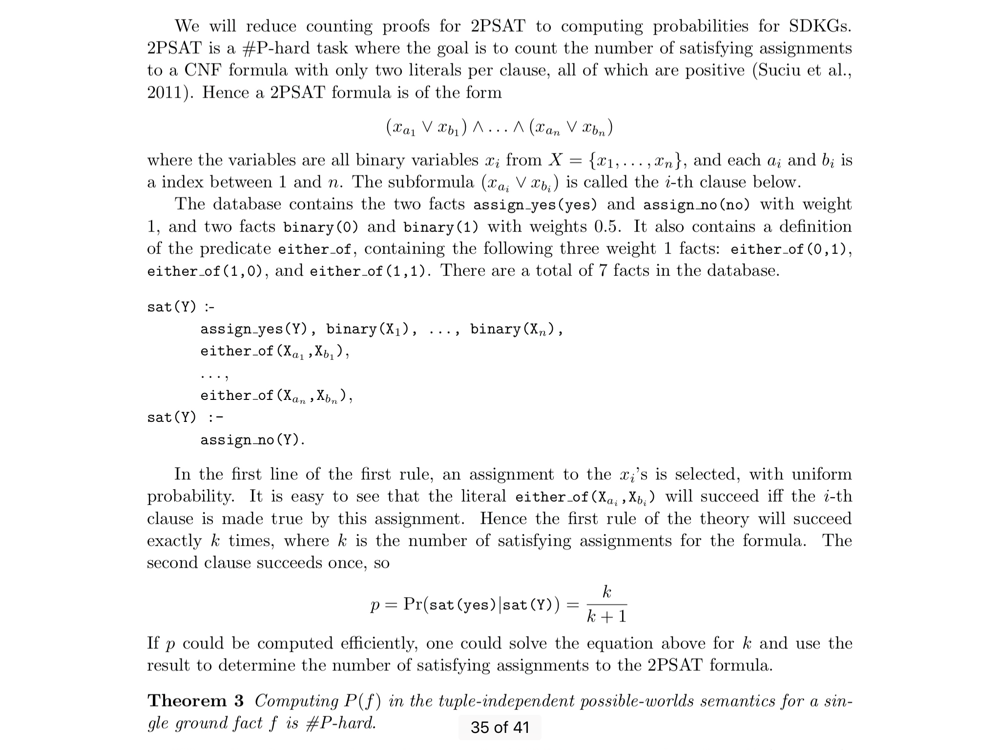 We will reduce counting proofs for 2PSAT to computing probabilities for SDKGs.
2PSAT is a #P-hard task where the goal is to count the number of satisfying assignments
to a CNF formula with only two literals per clause, all of which are positive (Suciu et al.,
2011). Hence a 2PSAT formula is of the form
(x_{a_1} ∨ x_{b_1}) ∧ ... ∧ (x_{a_n} ∨ x_{b_n})
where the variables are all binary variables x_i from X = {x_1, ..., x_n}, and each a_i and b_i is
a index between 1 and n. The subformula (x_{a_i} ∨ x_{b_i}) is called the i-th clause below.
The database contains the two facts assign_yes(yes) and assign_no(no) with weight
1, and two facts binary(0) and binary(1) with weights 0.5. It also contains a definition
of the predicate either_of, containing the following three weight 1 facts: either_of(0,1),
either_of(1,0), and either_of(1,1). There are a total of 7 facts in the database.
sat(Y) :-
assign_yes(Y), binary(X_1), ..., binary(X_n),
either_of(X_{a_1},X_{b_1}),
...,
either_of(X_{a_n},X_{b_n}),
sat(Y) :-
assign_no(Y).
In the first line of the first rule, an assignment to the x_i's is selected, with uniform
probability. It is easy to see that the literal either_of(X_{a_i},X_{b_i}) will succeed iff the i-th
clause is made true by this assignment. Hence the first rule of the theory will succeed
exactly k times, where k is the number of satisfying assignments for the formula. The
second clause succeeds once, so
p = Pr(sat(yes)|sat(Y)) = k / (k + 1)
If p could be computed efficiently, one could solve the equation above for k and use the
result to determine the number of satisfying assignments to the 2PSAT formula.
Theorem 3 Computing P(f) in the tuple-independent possible-worlds semantics for a sin-
gle ground fact f is #P-hard.
35 of 41